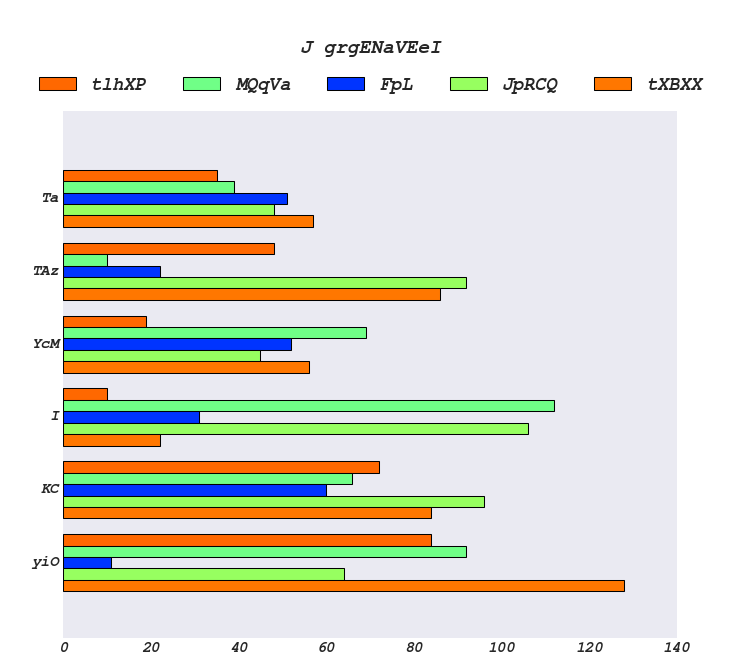 J grgENaVEeI
tlhXP MQqVa FpL JpRCQ tXBXX
Ta
TAz
YcM
I
KC
yiO
0 20 40 60 80 100 120 140